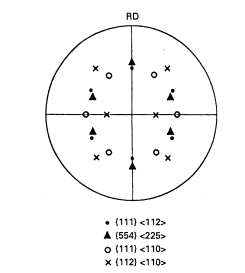 RD
• {111} <112>
▲ {554} <225>
o {111} <110>
× {112} <110>